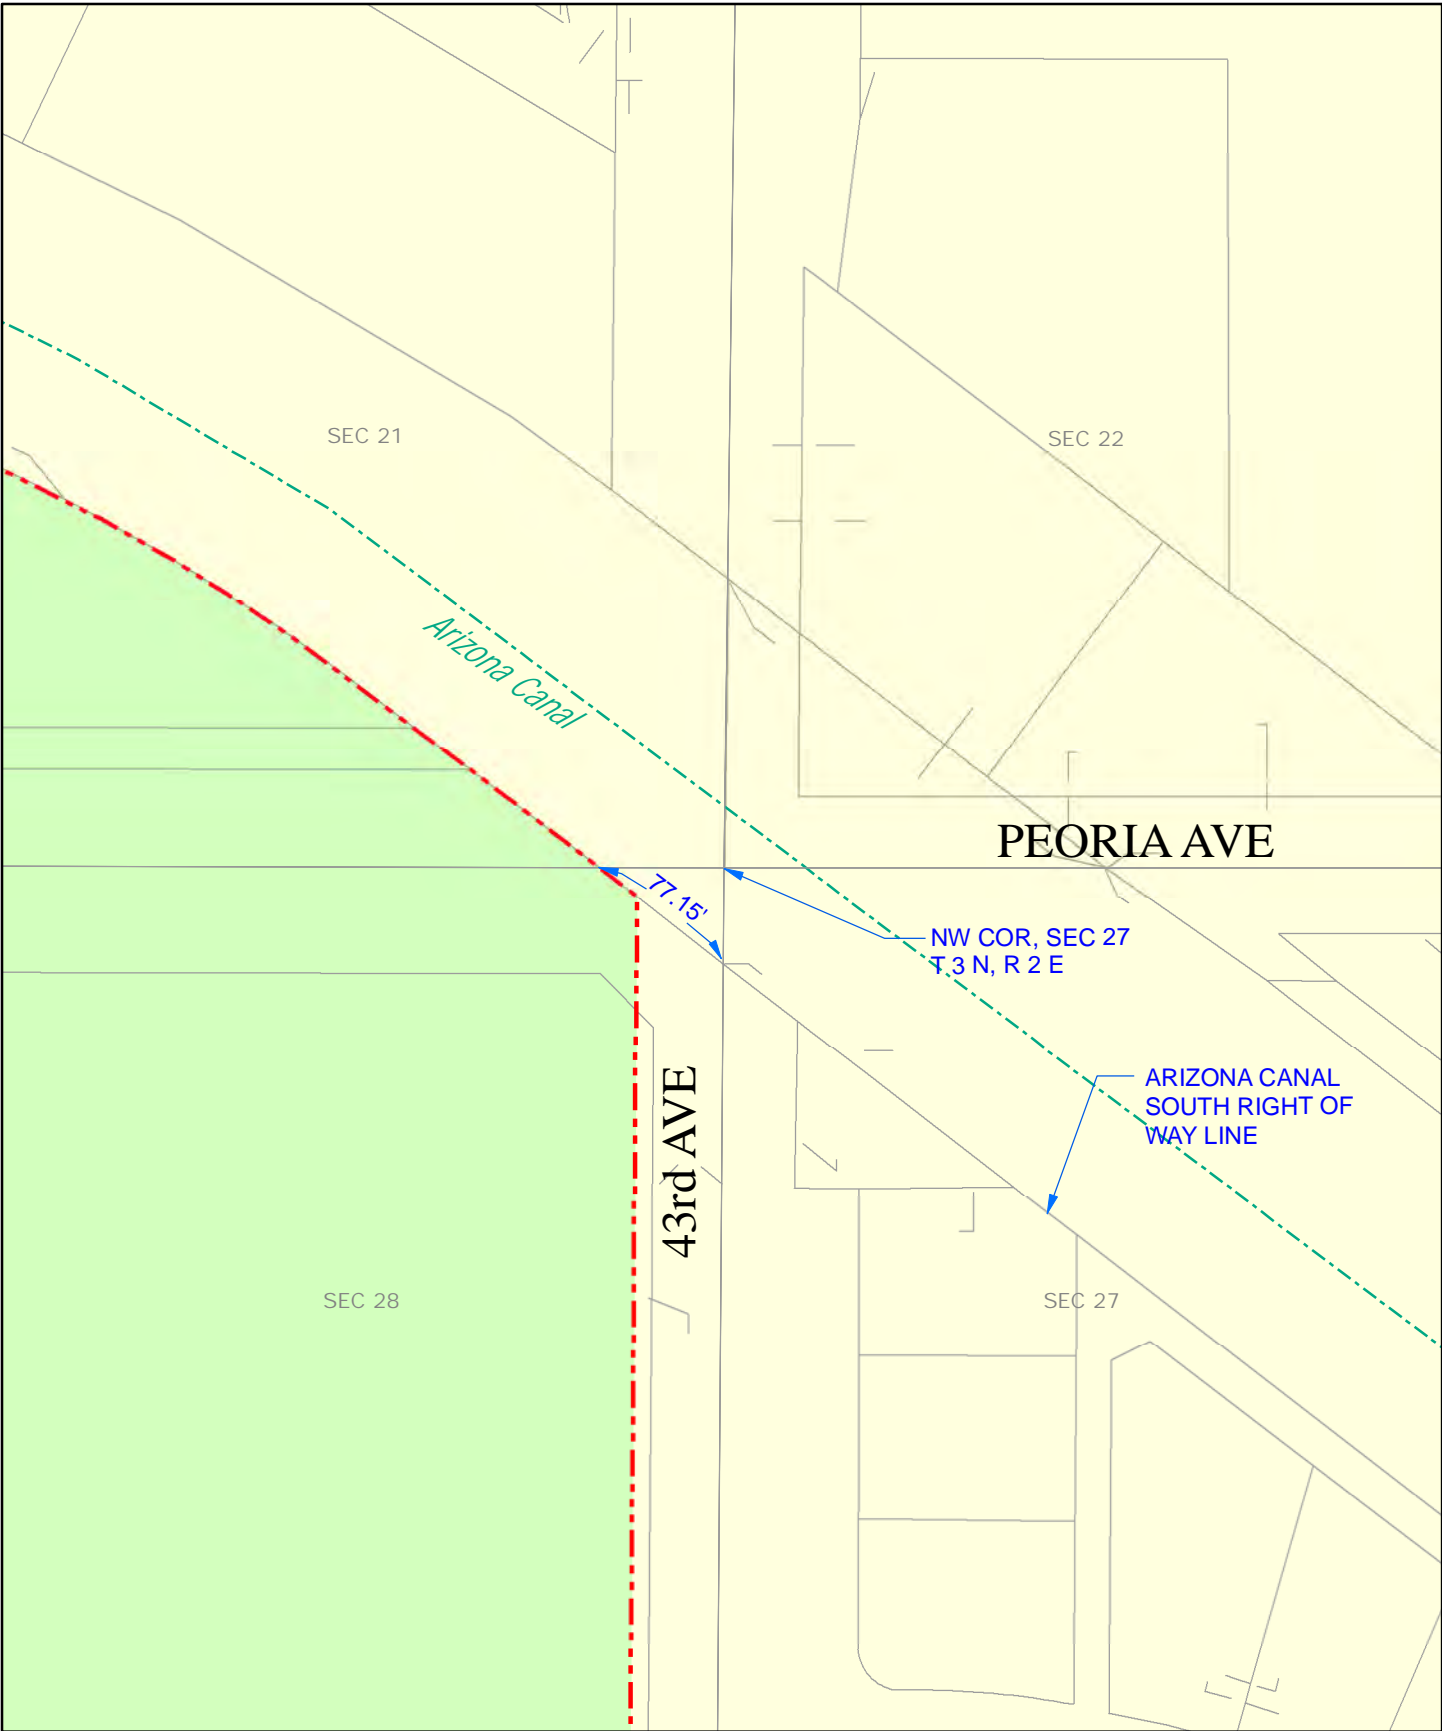 SEC 21
SEC 22
Arizona Canal
PEORIA AVE
77.15'
NW COR, SEC 27
T 3 N, R 2 E
ARIZONA CANAL
SOUTH RIGHT OF
WAY LINE
43rd AVE
SEC 28
SEC 27